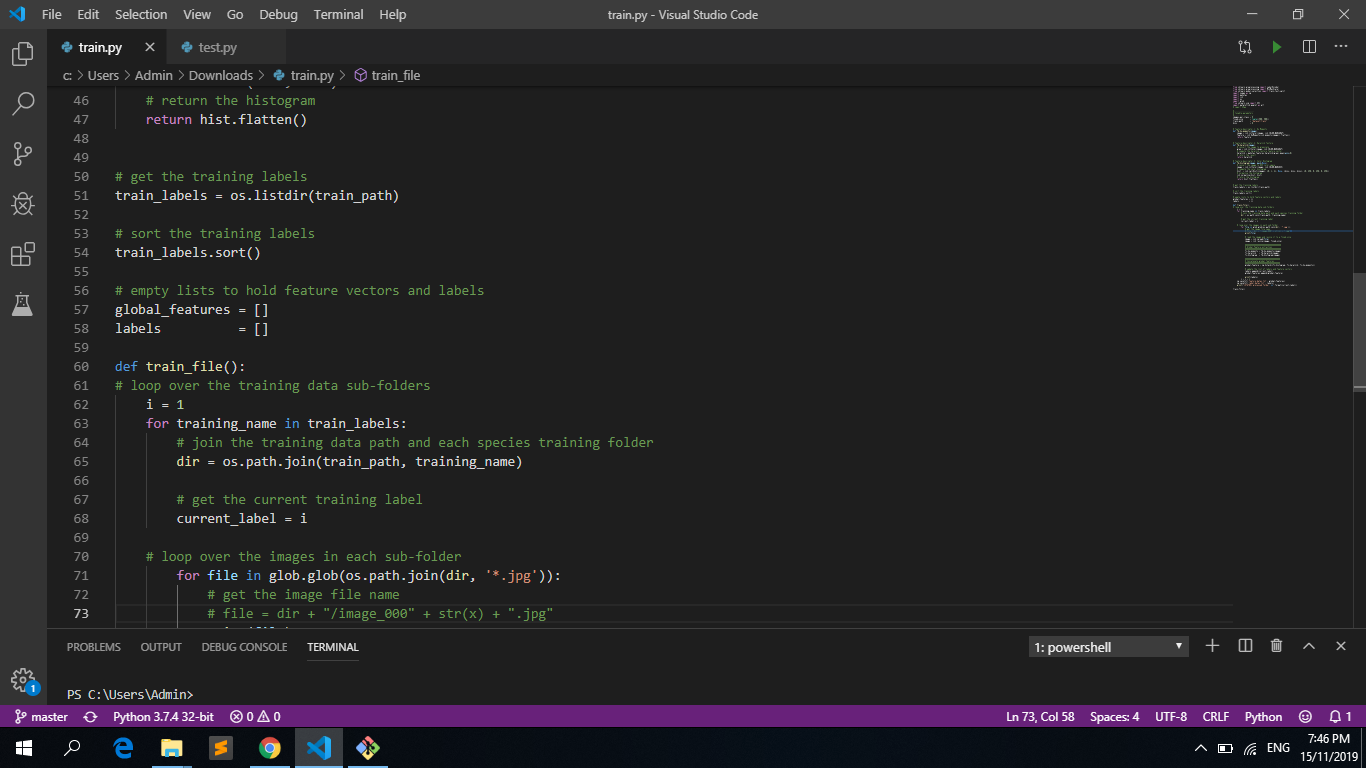 File Edit Selection View Go Debug Terminal Help train.py - Visual Studio Code
train.py test.py
c: > Users > Admin > Downloads > train.py > train_file
46 # return the histogram
47 return hist.flatten()
48
49
50 # get the training labels
51 train_labels = os.listdir(train_path)
52
53 # sort the training labels
54 train_labels.sort()
55
56 # empty lists to hold feature vectors and labels
57 global_features = []
58 labels = []
59
60 def train_file():
61 # loop over the training data sub-folders
62 i = 1
63 for training_name in train_labels:
64 # join the training data path and each species training folder
65 dir = os.path.join(train_path, training_name)
66
67 # get the current training label
68 current_label = i
69
70 # loop over the images in each sub-folder
71 for file in glob.glob(os.path.join(dir, '*.jpg')):
72 # get the image file name
73 # file = dir + "/image_000" + str(x) + ".jpg"
PROBLEMS OUTPUT DEBUG CONSOLE TERMINAL 1: powershell
PS C:\Users\Admin>
1
master Python 3.7.4 32-bit 0 0 Ln 73, Col 58 Spaces: 4 UTF-8 CRLF Python 1
ENG 7:46 PM
15/11/2019